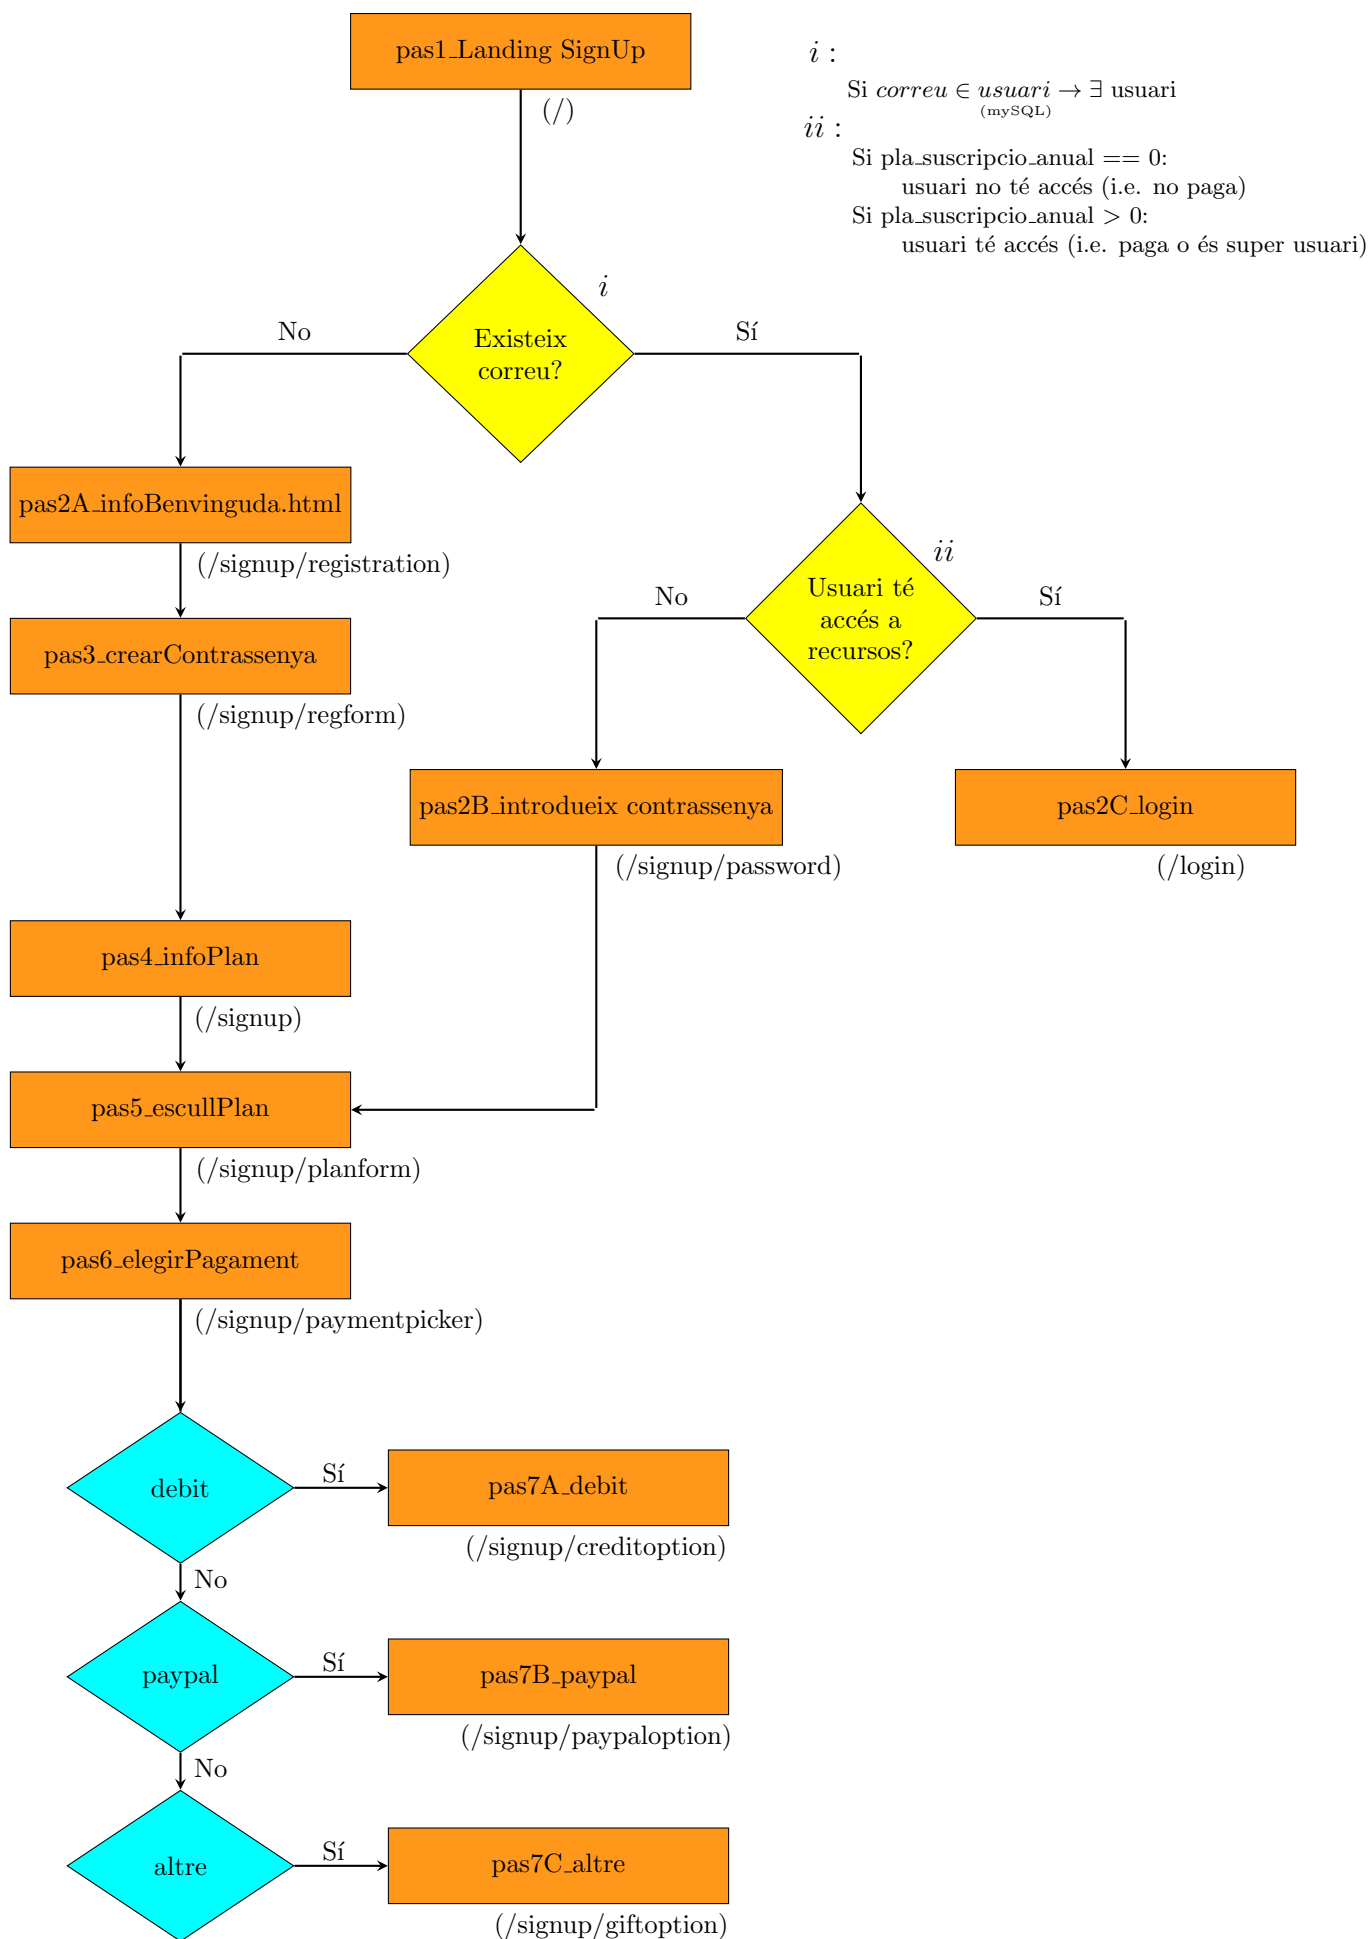 pas1_Landing SignUp
(/)
i :
Si correu ∈ usuari → ∃ usuari
(mySQL)
ii :
Si pla_suscripcio_anual == 0:
usuari no té accés (i.e. no paga)
Si pla_suscripcio_anual > 0:
usuari té accés (i.e. paga o és super usuari)
i
Existeix
correu?
No
Sí
pas2A_infoBenvinguda.html
(/signup/registration)
ii
Usuari té
accés a
recursos?
No
Sí
pas3_crearContrassenya
(/signup/regform)
pas2B_introdueix contrassenya
(/signup/password)
pas2C_login
(/login)
pas4_infoPlan
(/signup)
pas5_escullPlan
(/signup/planform)
pas6_elegirPagament
(/signup/paymentpicker)
debit
Sí
pas7A_debit
(/signup/creditoption)
No
paypal
Sí
pas7B_paypal
(/signup/paypaloption)
No
altre
Sí
pas7C_altre
(/signup/giftoption)